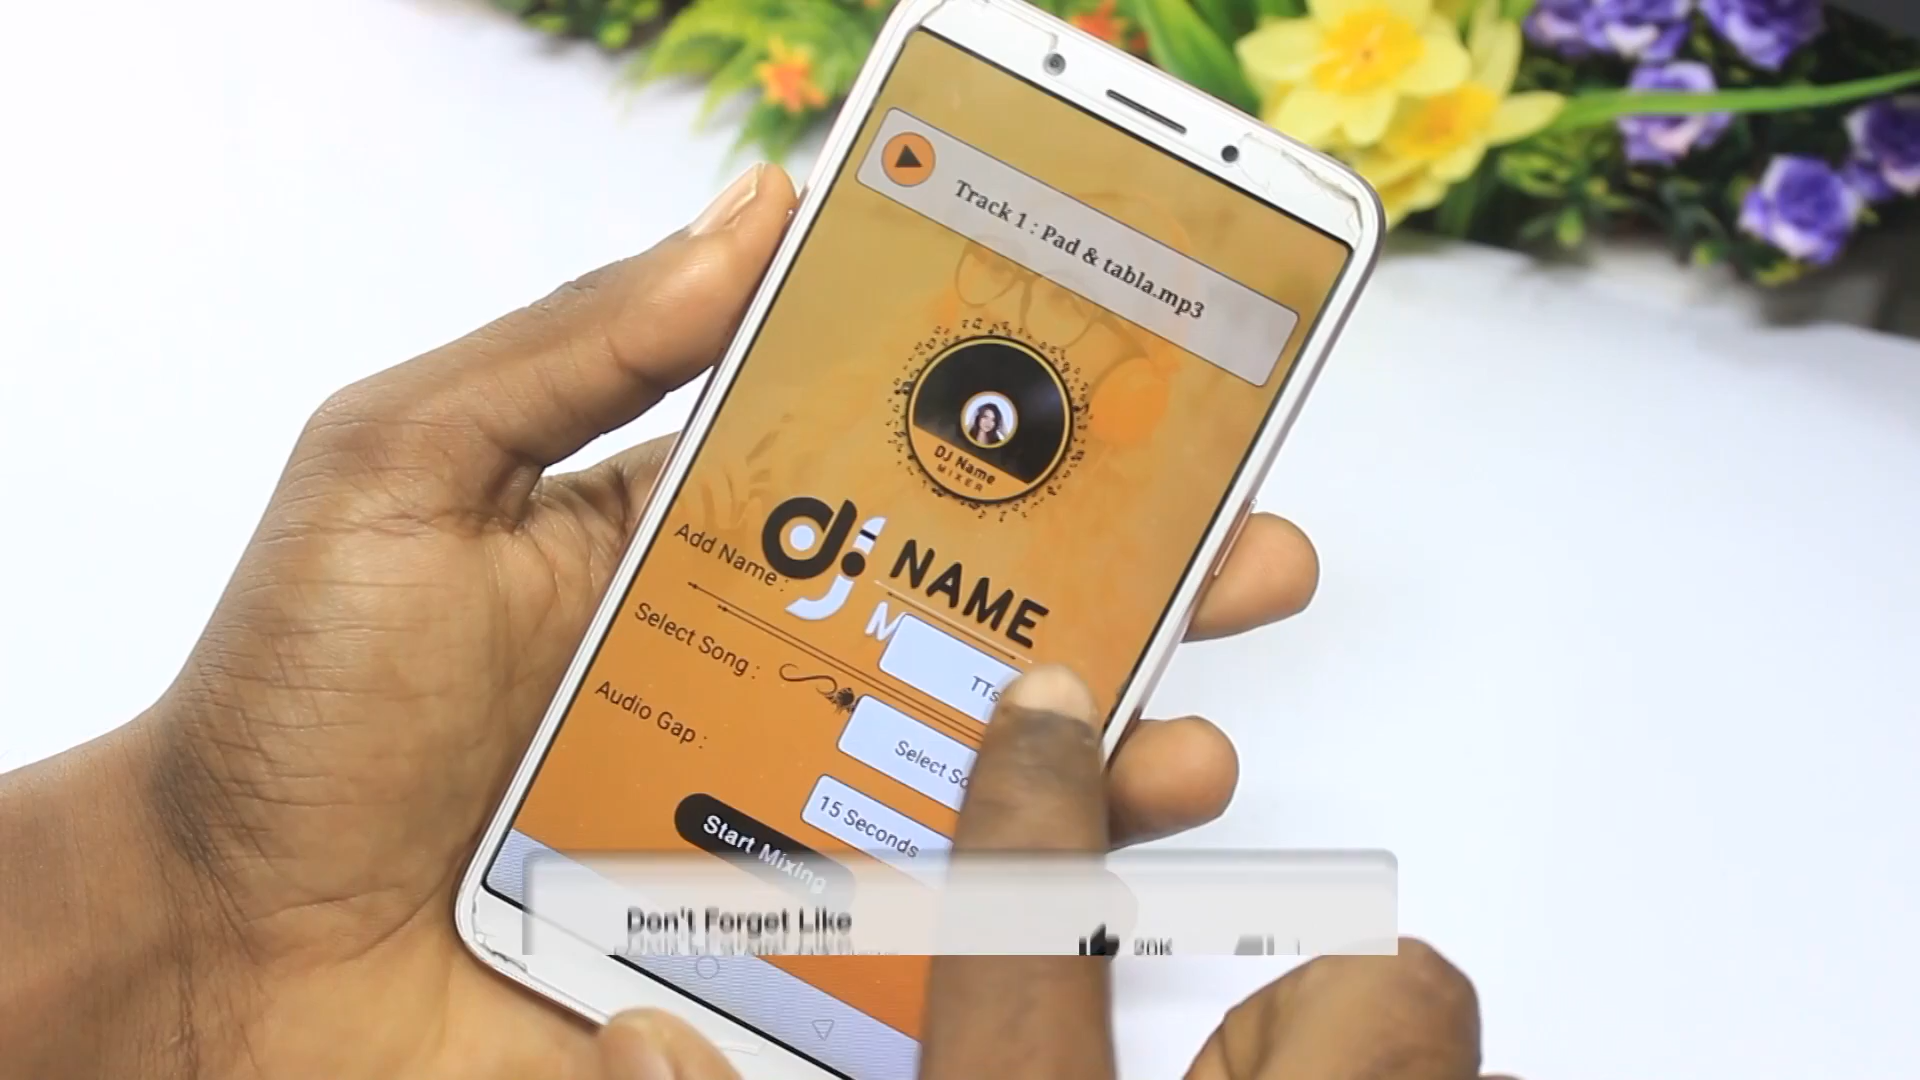 Track 1 : Pad & tabla.mp3
DJ Name
MIXER
dj NAME
Add Name :
TTs
Select Song :
Select So
Audio Gap :
15 Seconds
Start Mixing
Don't Forget Like